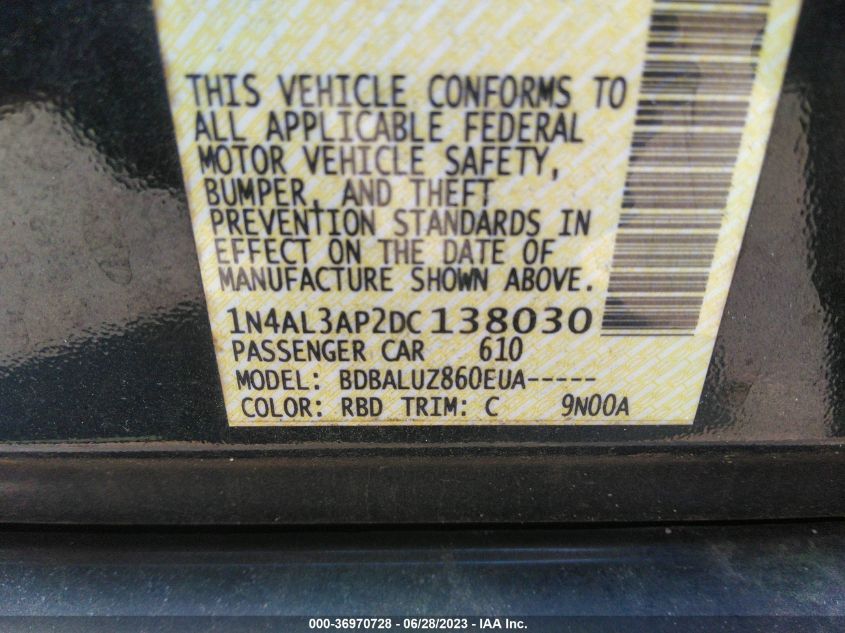 THIS VEHICLE CONFORMS TO
ALL APPLICABLE FEDERAL
MOTOR VEHICLE SAFETY,
BUMPER, AND THEFT
PREVENTION STANDARDS IN
EFFECT ON THE DATE OF
MANUFACTURE SHOWN ABOVE.
1N4AL3AP2DC138030
PASSENGER CAR 610
MODEL: BDBALUZ860EUA-----
COLOR: RBD TRIM: C 9N00A
000-36970728 - 06/28/2023 - IAA Inc.